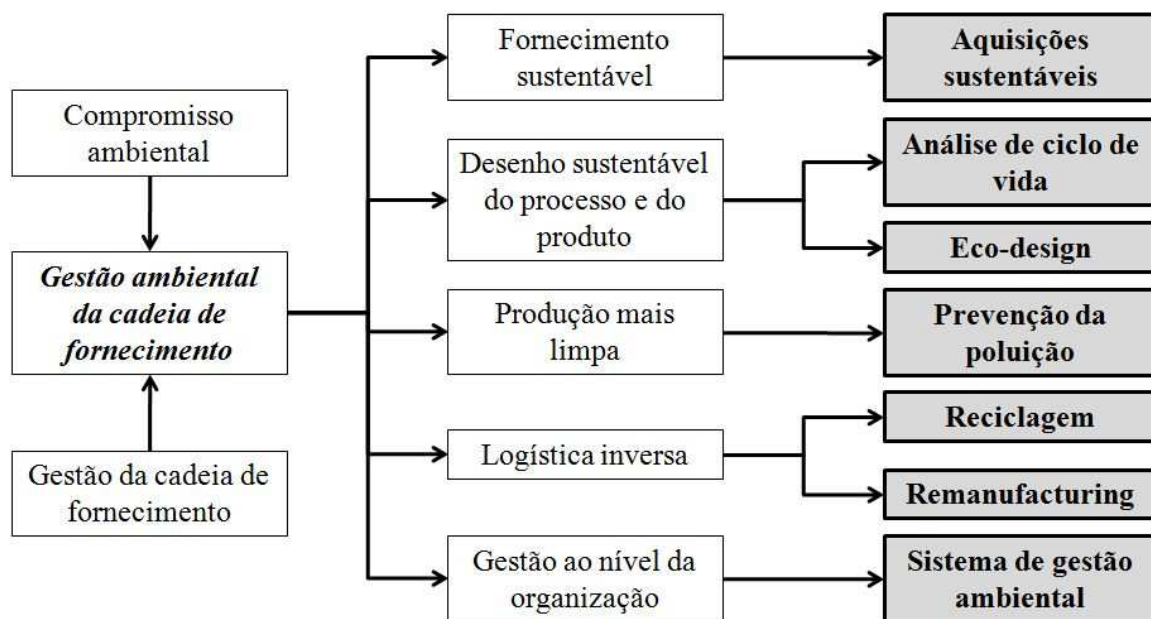 Compromisso
ambiental
Gestão ambiental
da cadeia de
fornecimento
Gestão da cadeia de
fornecimento
Fornecimento
sustentável
Desenho sustentável
do processo e do
produto
Produção mais
limpa
Logística inversa
Gestão ao nível da
organização
Aquisições
sustentáveis
Análise de ciclo de
vida
Eco-design
Prevenção da
poluição
Reciclagem
Remanufacturing
Sistema de gestão
ambiental